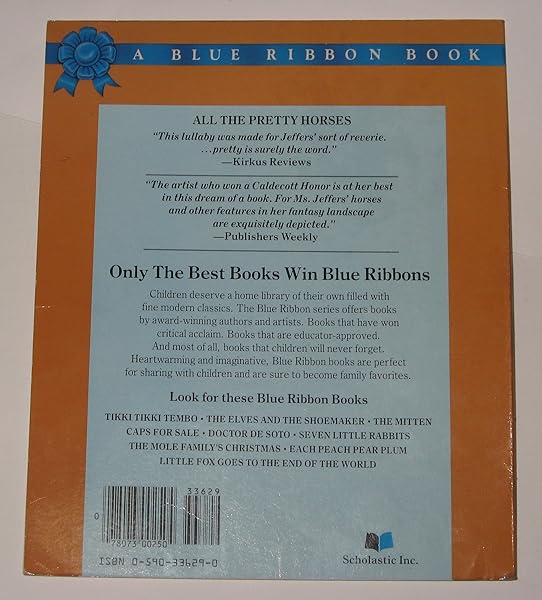 A BLUE RIBBON BOOK
ALL THE PRETTY HORSES
"This lullaby was made for Jeffers' sort of reverie.
...pretty is surely the word."
—Kirkus Reviews
"The artist who won a Caldecott Honor is at her best
in this dream of a book. For Ms. Jeffers' horses
and other features in her fantasy landscape
are exquisitely depicted."
—Publishers Weekly
Only The Best Books Win Blue Ribbons
Children deserve a home library of their own filled with
fine modern classics. The Blue Ribbon series offers books
by award-winning authors and artists. Books that have won
critical acclaim. Books that are educator-approved.
And most of all, books that children will never forget.
Heartwarming and imaginative, Blue Ribbon books are perfect
for sharing with children and are sure to become family favorites.
Look for these Blue Ribbon Books
TIKKI TIKKI TEMBO • THE ELVES AND THE SHOEMAKER • THE MITTEN
CAPS FOR SALE • DOCTOR DE SOTO • SEVEN LITTLE RABBITS
THE MOLE FAMILY'S CHRISTMAS • EACH PEACH PEAR PLUM
LITTLE FOX GOES TO THE END OF THE WORLD
33629
0 78073 00250
ISBN 0-590-33629-0
Scholastic Inc.